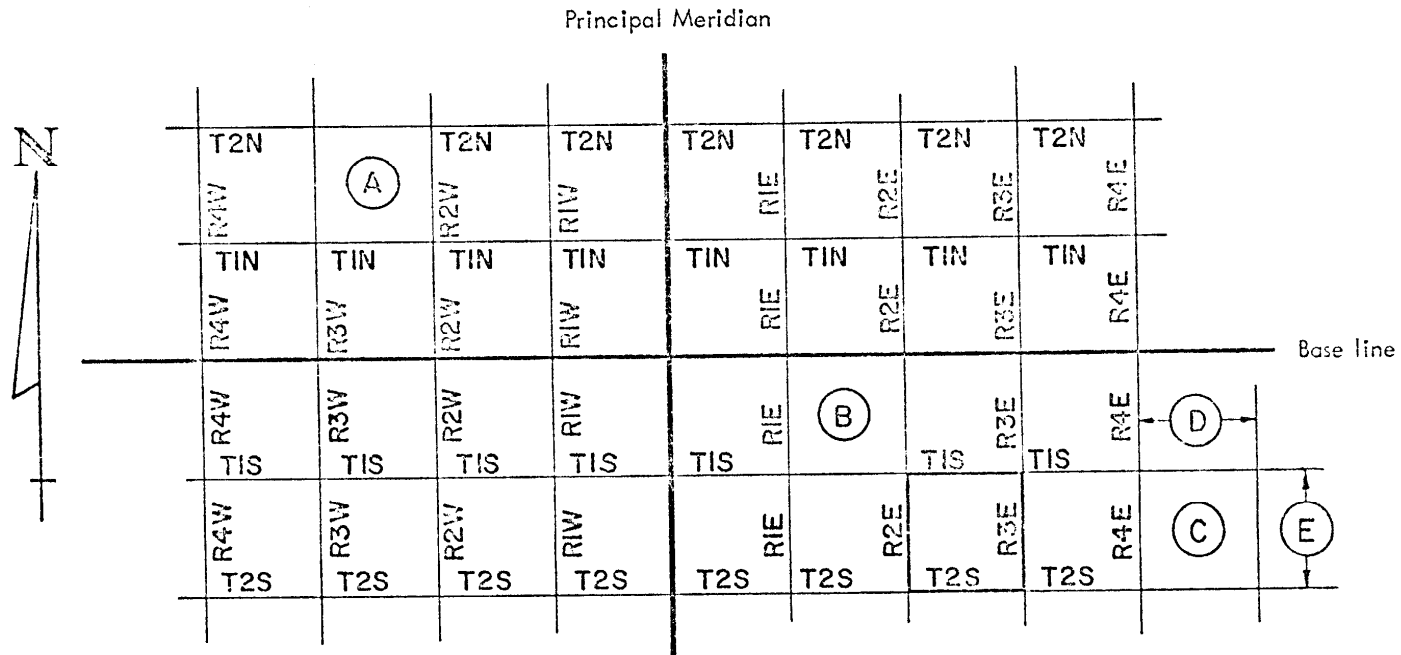 Principal Meridian
N
T2N T2N T2N T2N T2N T2N T2N
A
R4W R2W R1W R1E R2E R3E R4E
T1N T1N T1N T1N T1N T1N T1N T1N
R4W R3W R2W R1W R1E R2E R3E R4E
Base line
R4W R3W R2W R1W R1E B R3E R4E D
T1S T1S T1S T1S T1S T1S T1S
R4W R3W R2W R1W R1E R2E R3E R4E C E
T2S T2S T2S T2S T2S T2S T2S T2S